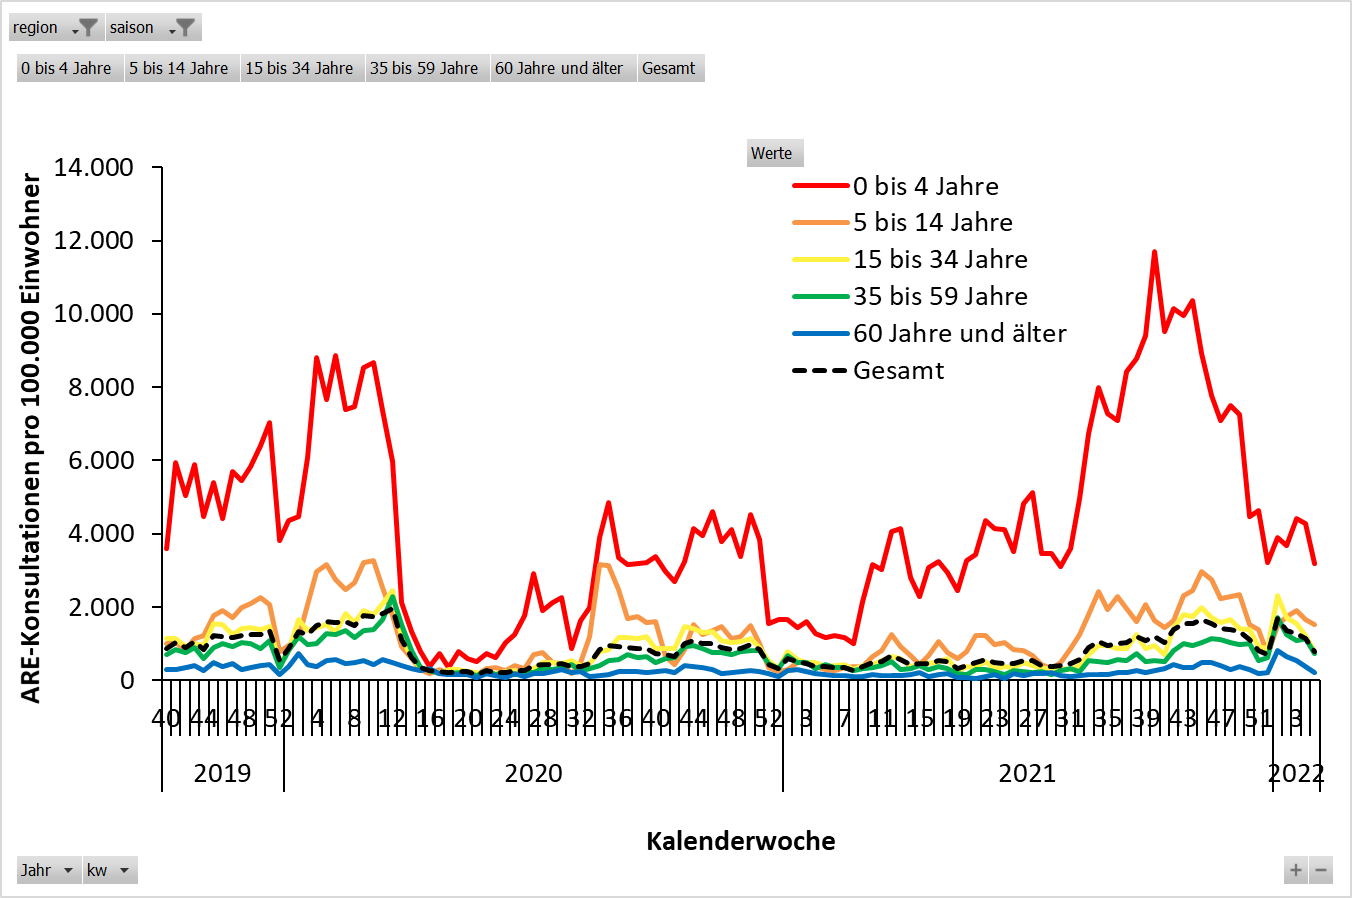 region saison
0 bis 4 Jahre 5 bis 14 Jahre 15 bis 34 Jahre 35 bis 59 Jahre 60 Jahre und älter Gesamt
Werte
0 bis 4 Jahre
5 bis 14 Jahre
15 bis 34 Jahre
35 bis 59 Jahre
60 Jahre und älter
Gesamt
ARE-Konsultationen pro 100.000 Einwohner
14.000
12.000
10.000
8.000
6.000
4.000
2.000
0
40 44 48 52 4 8 12 16 20 24 28 32 36 40 44 48 52 3 7 11 15 19 23 27 31 35 39 43 47 51 3
2019 2020 2021 2022
Kalenderwoche
Jahr kw + −